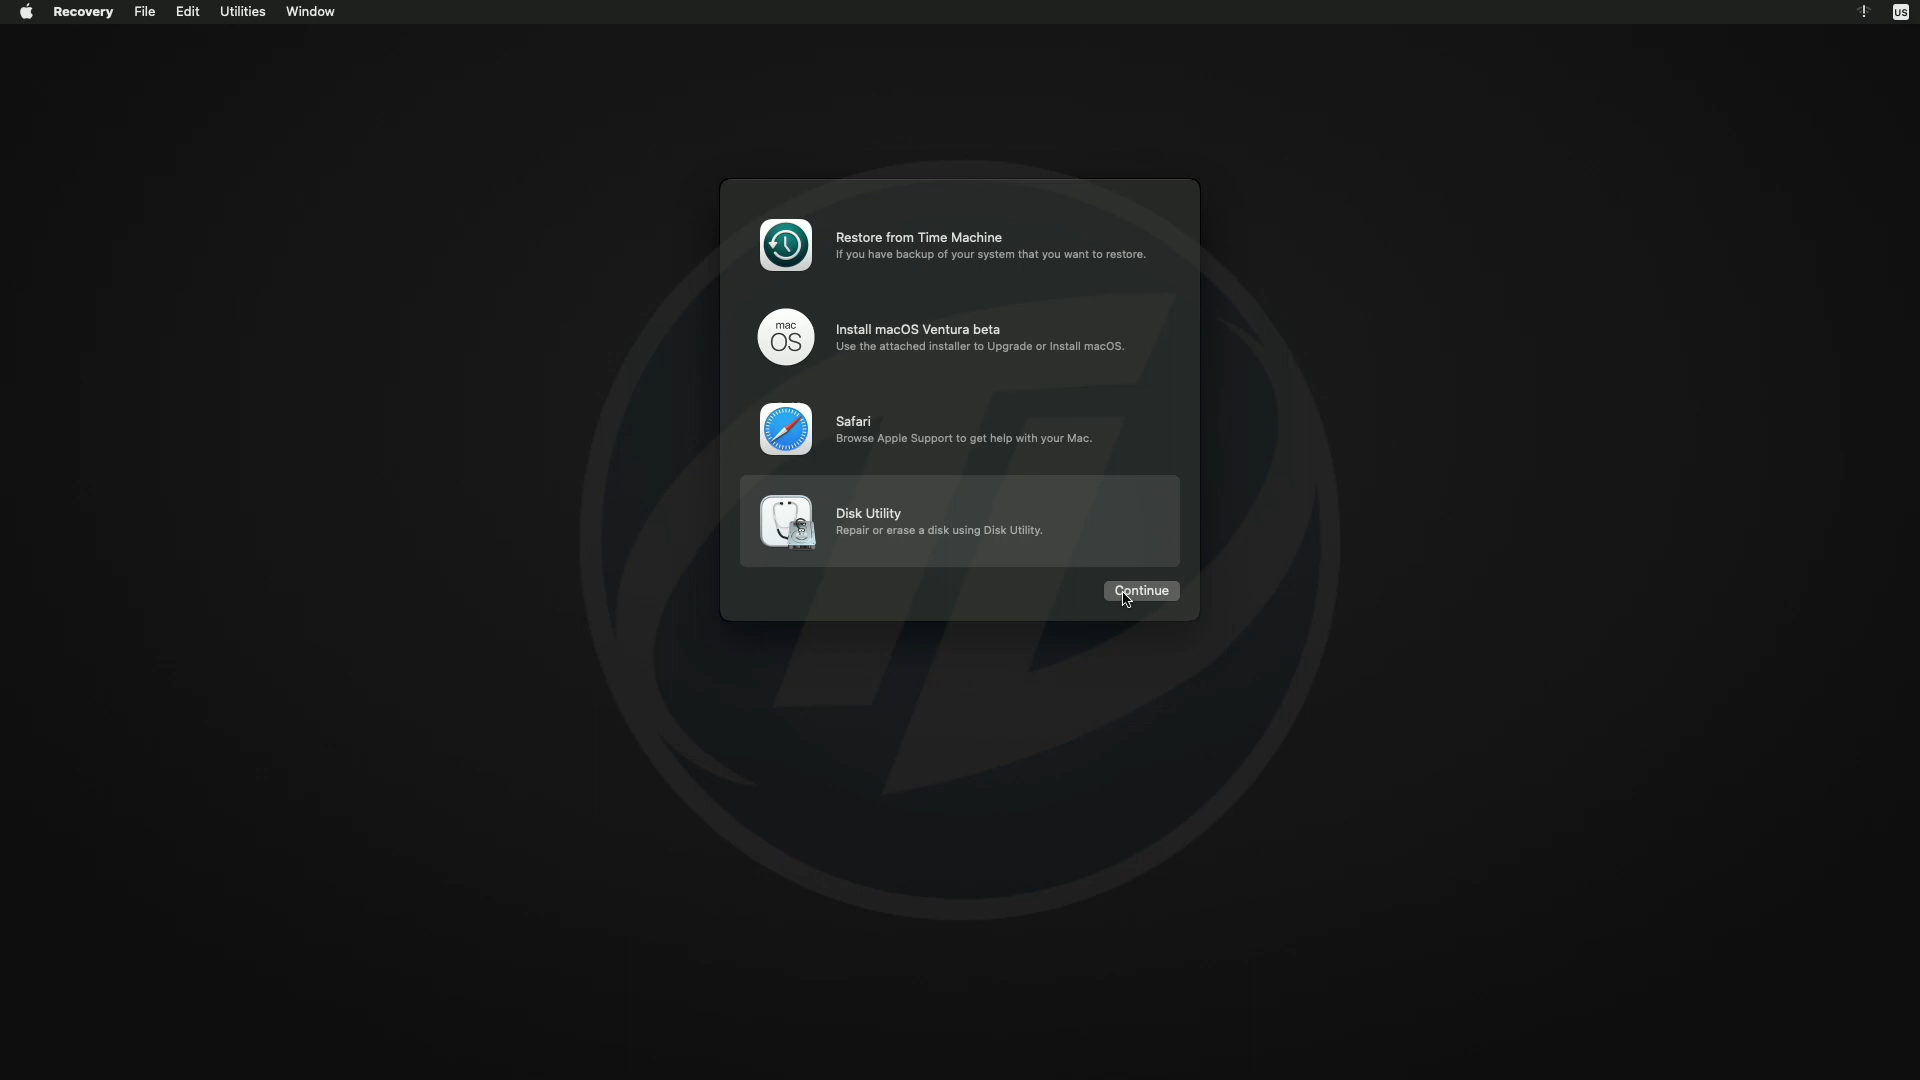 Recovery File Edit Utilities Window US
Restore from Time Machine
If you have backup of your system that you want to restore.
mac
OS
Install macOS Ventura beta
Use the attached installer to Upgrade or Install macOS.
Safari
Browse Apple Support to get help with your Mac.
Disk Utility
Repair or erase a disk using Disk Utility.
Continue